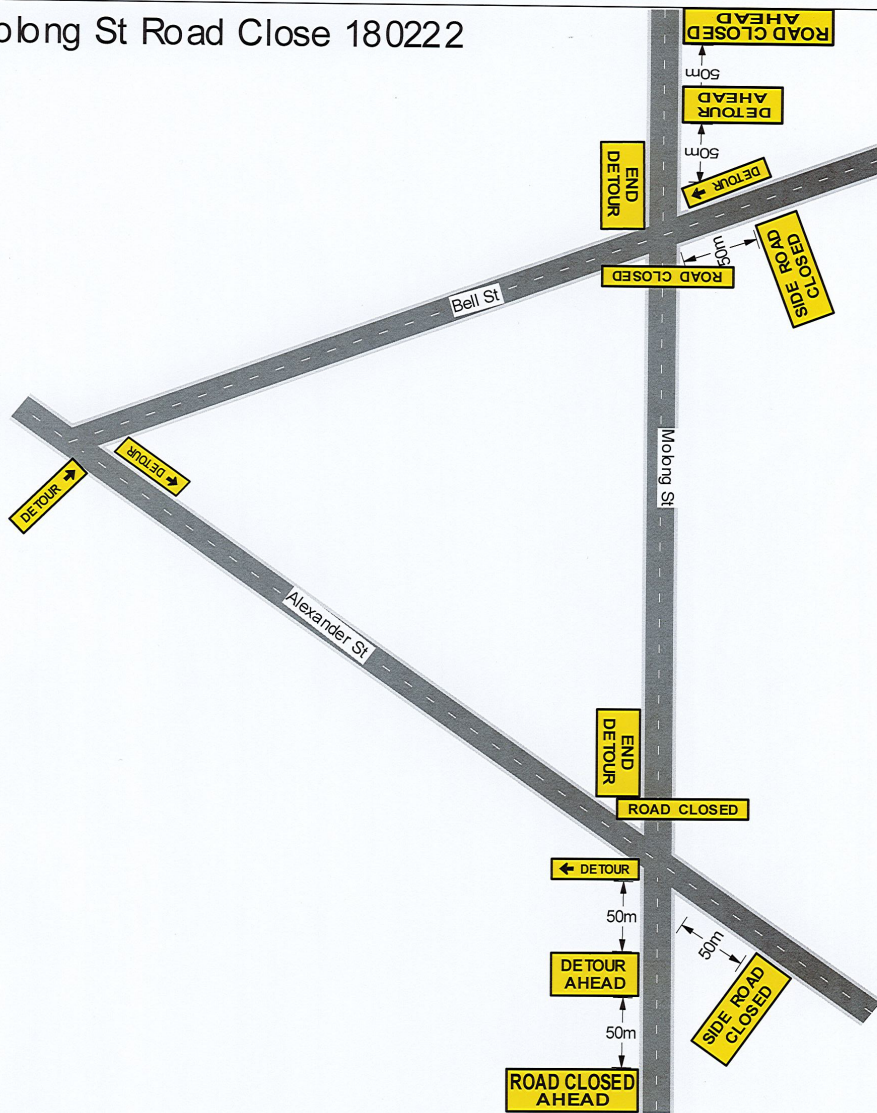 olong St Road Close 180222
ROAD CLOSED
AHEAD
50m
DETOUR
AHEAD
50m
DETOUR
END
DETOUR
50m
SIDE ROAD
CLOSED
ROAD CLOSED
Bell St
Molong St
DETOUR
DETOUR
Alexander St
END
DETOUR
ROAD CLOSED
DETOUR
50m
50m
DETOUR
AHEAD
SIDE ROAD
CLOSED
50m
ROAD CLOSED
AHEAD